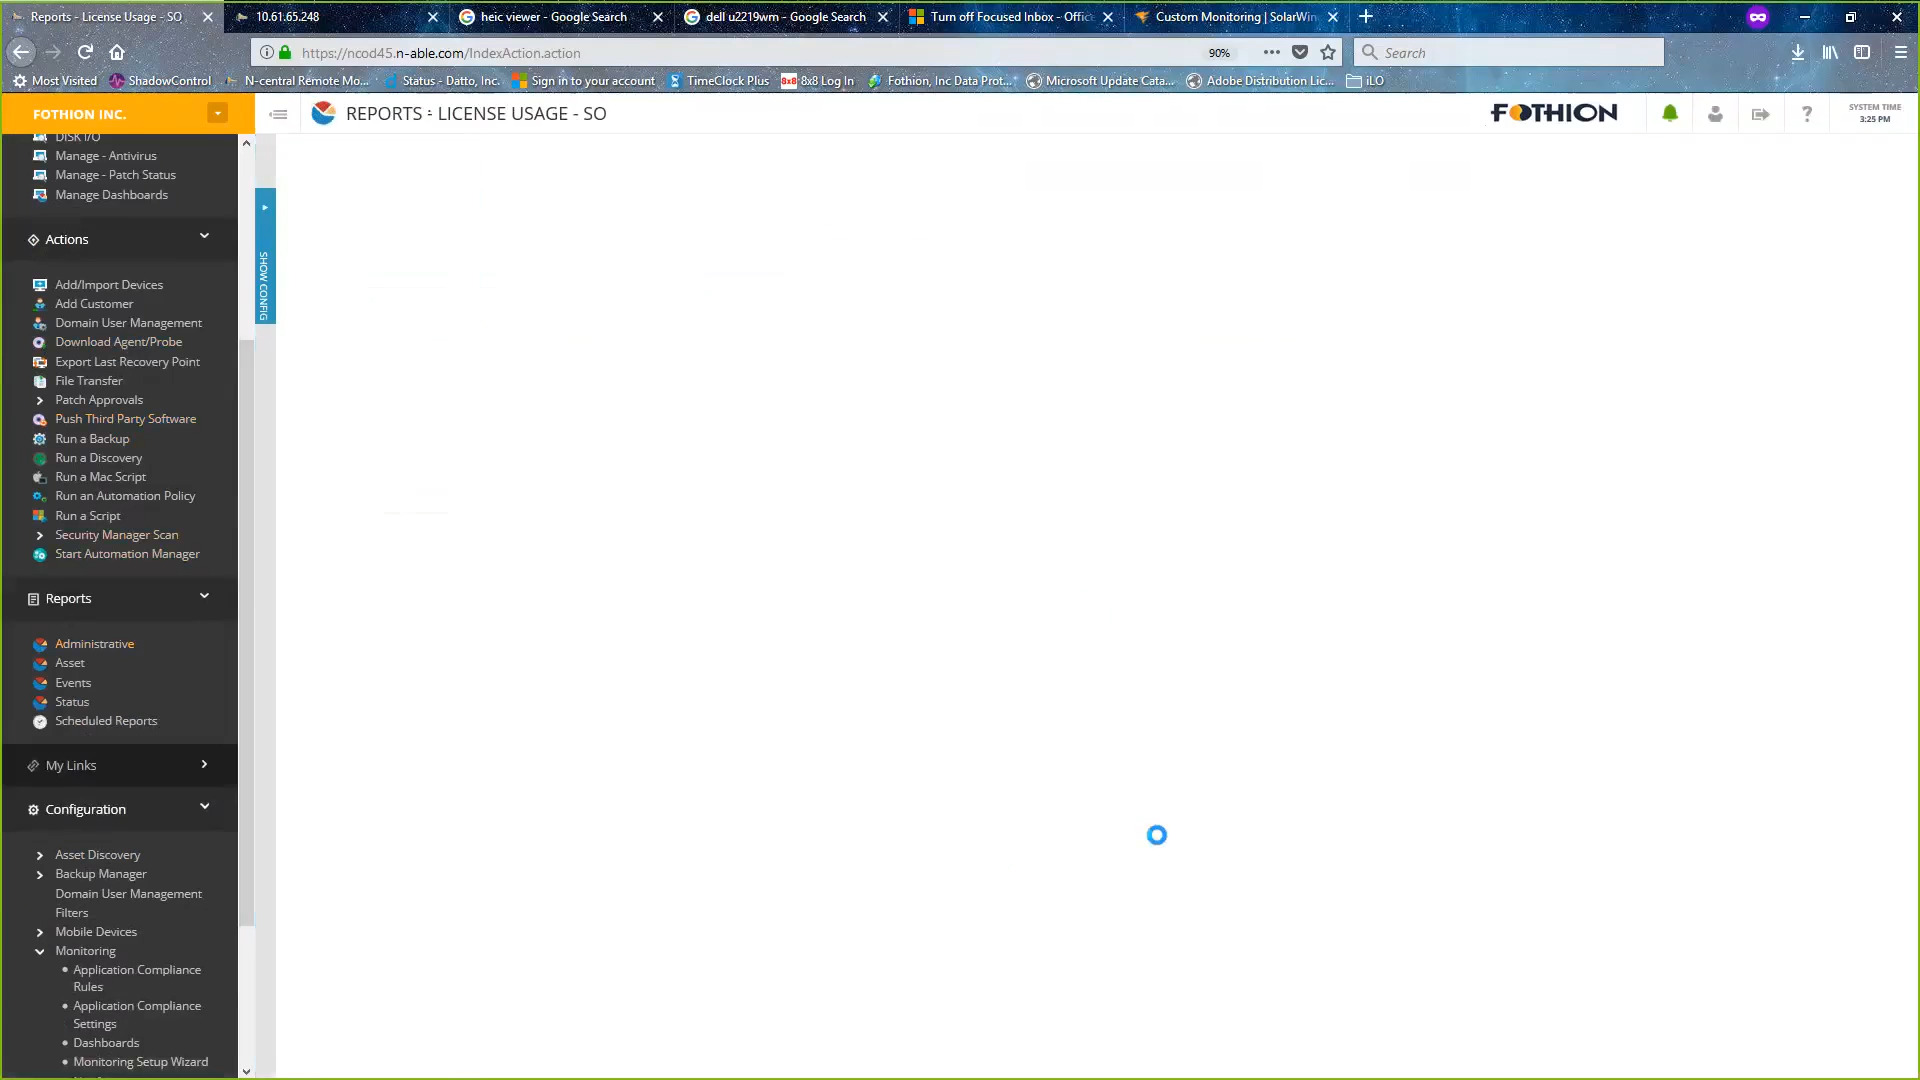 Reports - License Usage - SO
10.61.65.248
heic viewer - Google Search
dell u2219wm - Google Search
Turn off Focused Inbox - Offic
Custom Monitoring | SolarWin
https://ncod45.n-able.com/IndexAction.action
90%
Search
Most Visited
ShadowControl
N-central Remote Mo...
Status - Datto, Inc.
Sign in to your account
TimeClock Plus
8x8 8x8 Log In
Fothion, Inc Data Prot...
Microsoft Update Cata...
Adobe Distribution Lic...
iLO
FOTHION INC.
REPORTS - LICENSE USAGE - SO
FOTHION
?
SYSTEM TIME
3:25 PM
DISK I/O
Manage - Antivirus
Manage - Patch Status
Manage Dashboards
SHOW CONFIG
Actions
Add/Import Devices
Add Customer
Domain User Management
Download Agent/Probe
Export Last Recovery Point
File Transfer
Patch Approvals
Push Third Party Software
Run a Backup
Run a Discovery
Run a Mac Script
Run an Automation Policy
Run a Script
Security Manager Scan
Start Automation Manager
Reports
Administrative
Asset
Events
Status
Scheduled Reports
My Links
Configuration
Asset Discovery
Backup Manager
Domain User Management
Filters
Mobile Devices
Monitoring
Application Compliance
Rules
Application Compliance
Settings
Dashboards
Monitoring Setup Wizard